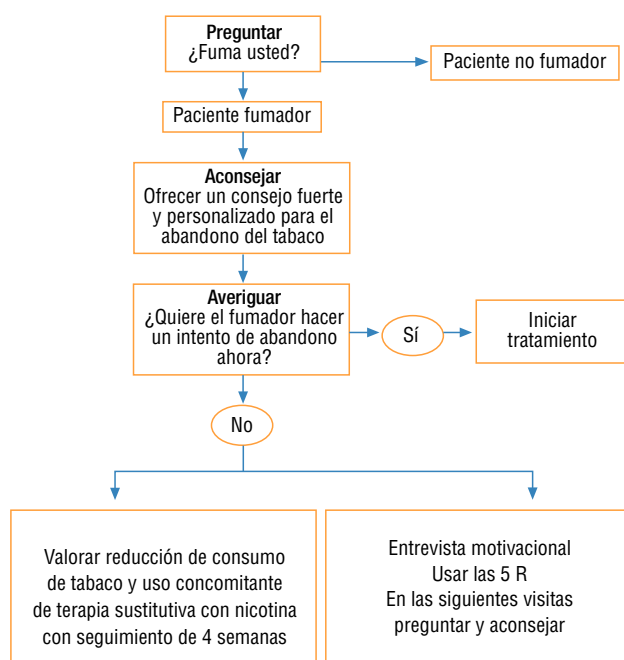 Preguntar
¿Fuma usted?
Paciente no fumador
Paciente fumador
Aconsejar
Ofrecer un consejo fuerte
y personalizado para el
abandono del tabaco
Averiguar
¿Quiere el fumador hacer
un intento de abandono
ahora?
Sí
Iniciar
tratamiento
No
Valorar reducción de consumo
de tabaco y uso concomitante
de terapia sustitutiva con nicotina
con seguimiento de 4 semanas
Entrevista motivacional
Usar las 5 R
En las siguientes visitas
preguntar y aconsejar